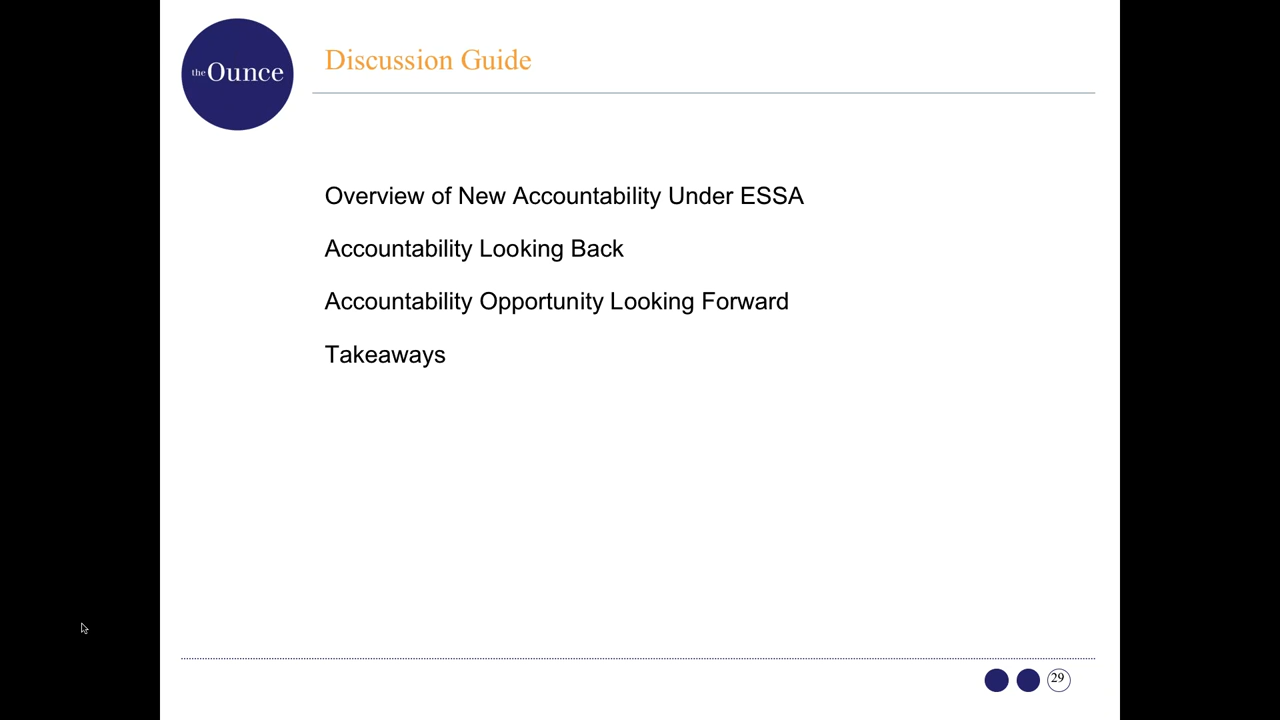 the Ounce
Discussion Guide
Overview of New Accountability Under ESSA
Accountability Looking Back
Accountability Opportunity Looking Forward
Takeaways
29